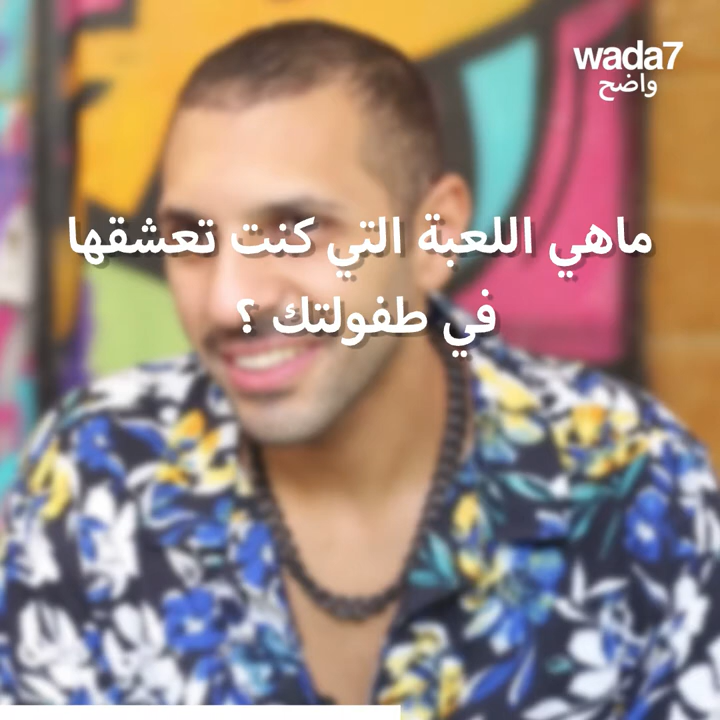 wada7
واضح
ماهي اللعبة التي كنت تعشقها
في طفولتك ؟